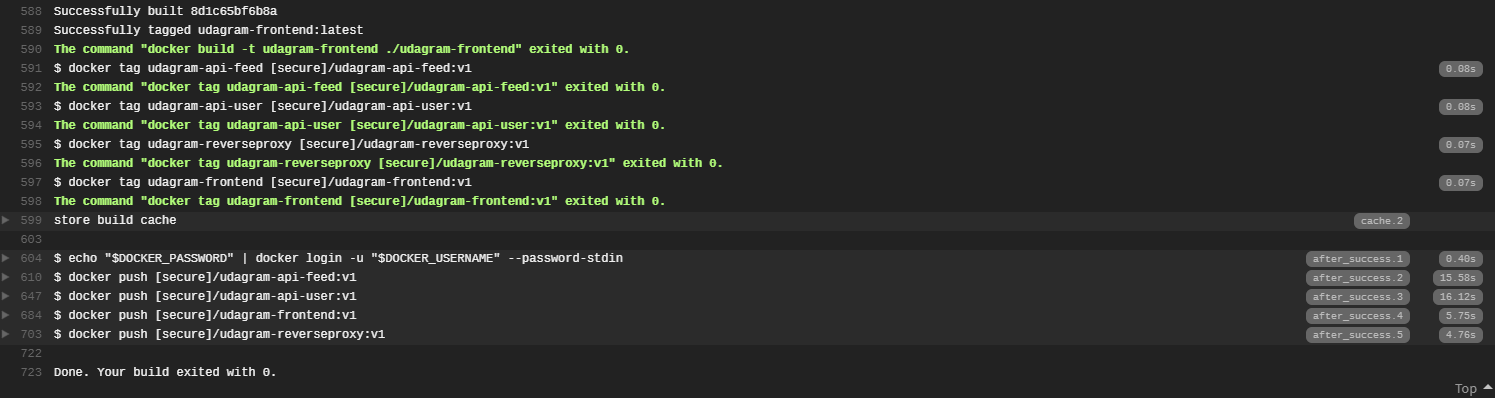 588 Successfully built 8d1c65bf6b8a
589 Successfully tagged udagram-frontend:latest
590 The command "docker build -t udagram-frontend ./udagram-frontend" exited with 0.
591 $ docker tag udagram-api-feed [secure]/udagram-api-feed:v1 0.08s
592 The command "docker tag udagram-api-feed [secure]/udagram-api-feed:v1" exited with 0.
593 $ docker tag udagram-api-user [secure]/udagram-api-user:v1 0.08s
594 The command "docker tag udagram-api-user [secure]/udagram-api-user:v1" exited with 0.
595 $ docker tag udagram-reverseproxy [secure]/udagram-reverseproxy:v1 0.07s
596 The command "docker tag udagram-reverseproxy [secure]/udagram-reverseproxy:v1" exited with 0.
597 $ docker tag udagram-frontend [secure]/udagram-frontend:v1 0.07s
598 The command "docker tag udagram-frontend [secure]/udagram-frontend:v1" exited with 0.
599 store build cache cache.2
603
604 $ echo "$DOCKER_PASSWORD" | docker login -u "$DOCKER_USERNAME" --password-stdin after_success.1 0.40s
610 $ docker push [secure]/udagram-api-feed:v1 after_success.2 15.58s
647 $ docker push [secure]/udagram-api-user:v1 after_success.3 16.12s
684 $ docker push [secure]/udagram-frontend:v1 after_success.4 5.75s
703 $ docker push [secure]/udagram-reverseproxy:v1 after_success.5 4.76s
722
723 Done. Your build exited with 0.
Top